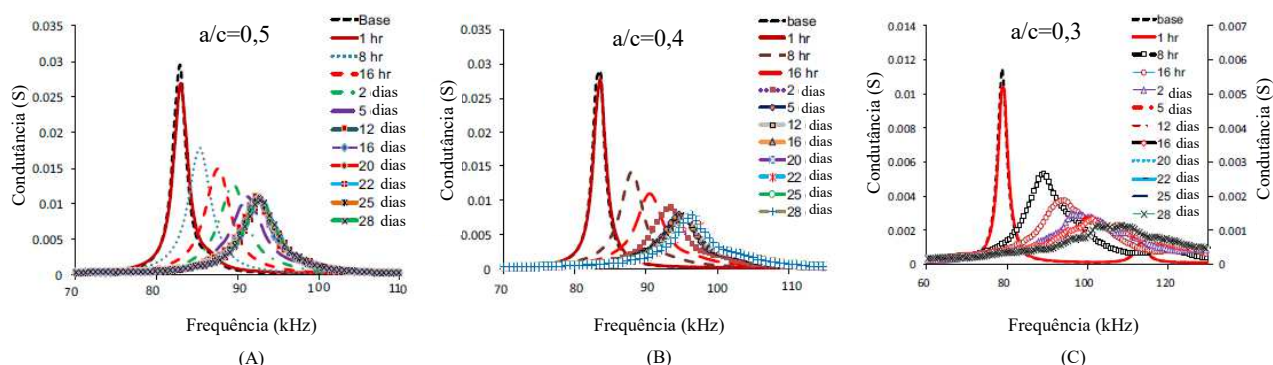 a/c=0,5
Condutância (S)
0.035
0.03
0.025
0.02
0.015
0.01
0.005
0
70
80
90
100
110
Frequência (kHz)
Base
1 hr
8 hr
16 hr
2 dias
5 dias
12 dias
16 dias
20 dias
22 dias
25 dias
28 dias
(A)
a/c=0,4
Condutância (S)
0.035
0.03
0.025
0.02
0.015
0.01
0.005
0
70
80
90
100
110
Frequência (kHz)
base
1 hr
8 hr
16 hr
2 dias
5 dias
12 dias
16 dias
20 dias
22 dias
25 dias
28 dias
(B)
a/c=0,3
Condutância (S)
0.014
0.012
0.01
0.008
0.006
0.004
0.002
0
60
80
100
120
Frequência (kHz)
base
1 hr
8 hr
16 hr
2 dias
5 dias
12 dias
16 dias
20 dias
22 dias
25 dias
28 dias
0.007
0.006
0.005
0.004
0.003
0.002
0.001
0
Condutância (S)
(C)